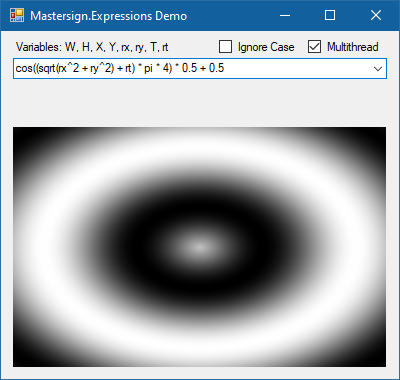 Mastersign.Expressions Demo
Variables: W, H, X, Y, rx, ry, T, rt
Ignore Case
Multithread
cos((sqrt(rx^2 + ry^2) + rt) * pi * 4) * 0.5 + 0.5